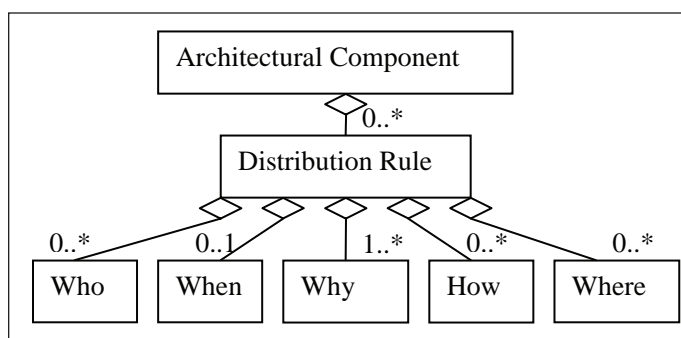 Architectural Component
0..*
Distribution Rule
0..* 0..1 1..* 0..* 0..*
Who When Why How Where